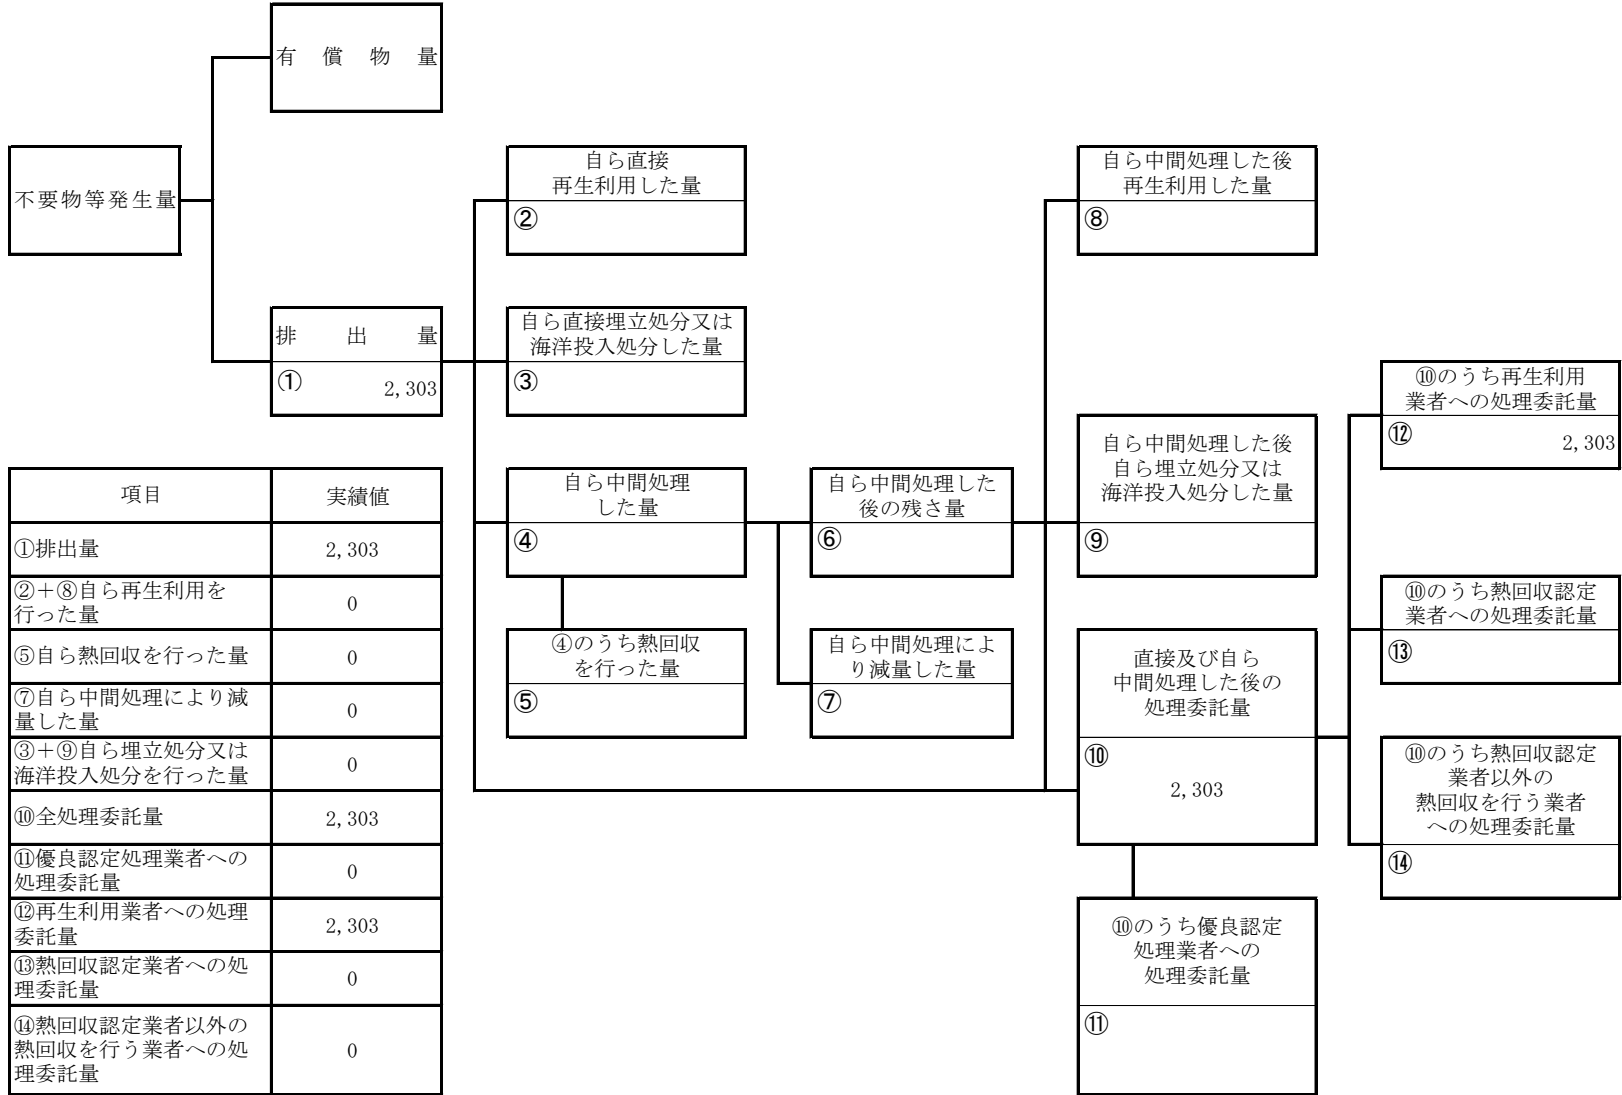 有償物量
不要物等発生量
排出量
① 2,303
自ら直接
再生利用した量
②
自ら直接埋立処分又は
海洋投入処分した量
③
自ら中間処理
した量
④
④のうち熱回収
を行った量
⑤
自ら中間処理した
後の残さ量
⑥
自ら中間処理によ
り減量した量
⑦
自ら中間処理した後
再生利用した量
⑧
自ら中間処理した後
自ら埋立処分又は
海洋投入処分した量
⑨
直接及び自ら
中間処理した後の
処理委託量
⑩
2,303
⑩のうち優良認定
処理業者への
処理委託量
⑪
⑩のうち再生利用
業者への処理委託量
⑫ 2,303
⑩のうち熱回収認定
業者への処理委託量
⑬
⑩のうち熱回収認定
業者以外の
熱回収を行う業者
への処理委託量
⑭
項目 実績値
①排出量 2,303
②+⑧自ら再生利用を
行った量 0
⑤自ら熱回収を行った量 0
⑦自ら中間処理により減
量した量 0
③+⑨自ら埋立処分又は
海洋投入処分を行った量 0
⑩全処理委託量 2,303
⑪優良認定処理業者への
処理委託量 0
⑫再生利用業者への処理
委託量 2,303
⑬熱回収認定業者への処
理委託量 0
⑭熱回収認定業者以外の
熱回収を行う業者への処
理委託量 0